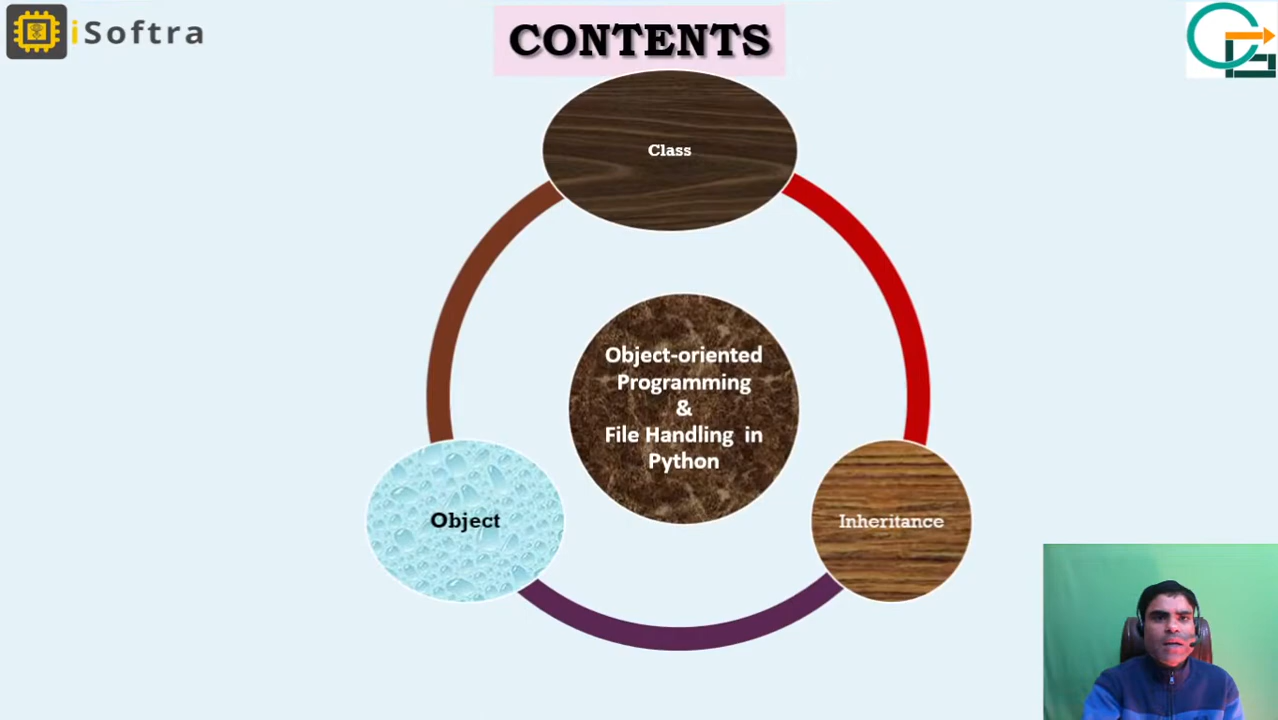 iSoftra
CONTENTS
Class
Object-oriented
Programming
&
File Handling in
Python
Object
Inheritance